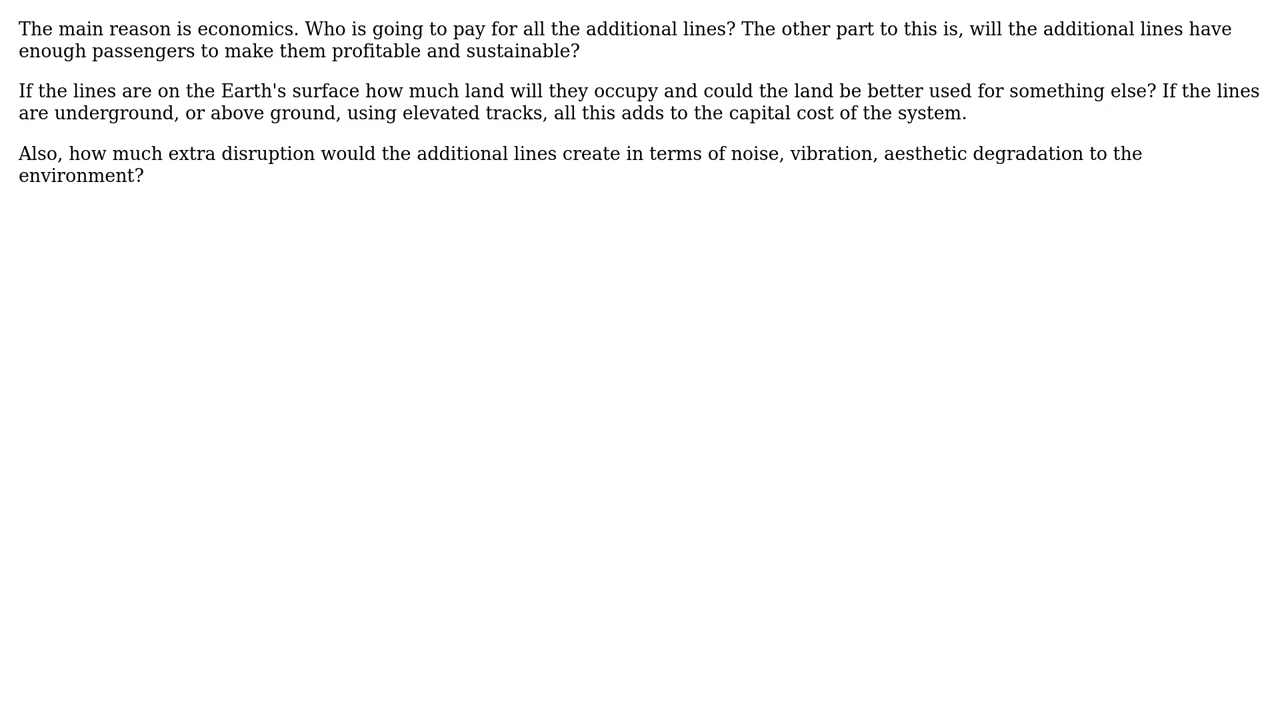 The main reason is economics. Who is going to pay for all the additional lines? The other part to this is, will the additional lines have
enough passengers to make them profitable and sustainable?
If the lines are on the Earth's surface how much land will they occupy and could the land be better used for something else? If the lines
are underground, or above ground, using elevated tracks, all this adds to the capital cost of the system.
Also, how much extra disruption would the additional lines create in terms of noise, vibration, aesthetic degradation to the
environment?